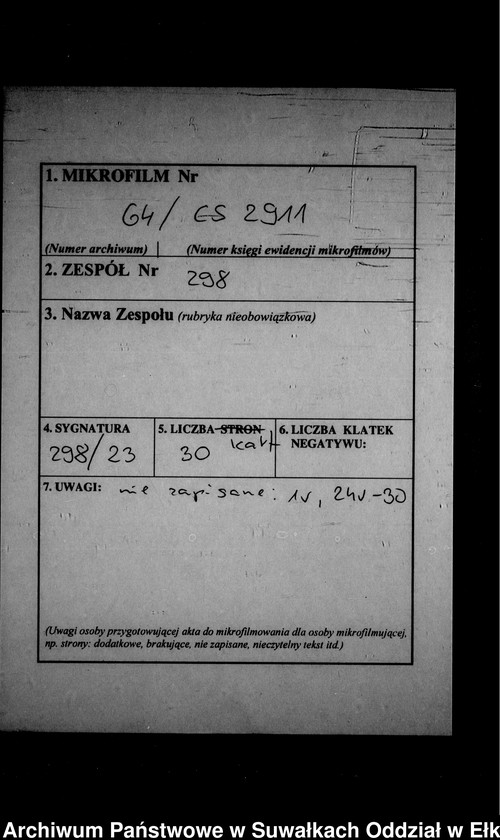 1. MIKROFILM Nr
64/ ES 2911
(Numer archiwum) | (Numer księgi ewidencji mikrofilmów)
2. ZESPÓŁ Nr 298
3. Nazwa Zespołu (rubryka nieobowiązkowa)
4. SYGNATURA
298/23
5. LICZBA STRON
30 kart
6. LICZBA KLATEK
NEGATYWU:
7. UWAGI: nie zapisane: 1v, 24v-30
(Uwagi osoby przygotowującej akta do mikrofilmowania dla osoby mikrofilmującej,
np. strony: dodatkowe, brakujące, nie zapisane, nieczytelny tekst itd.)
Archiwum Państwowe w Suwałkach Oddział w Ełk